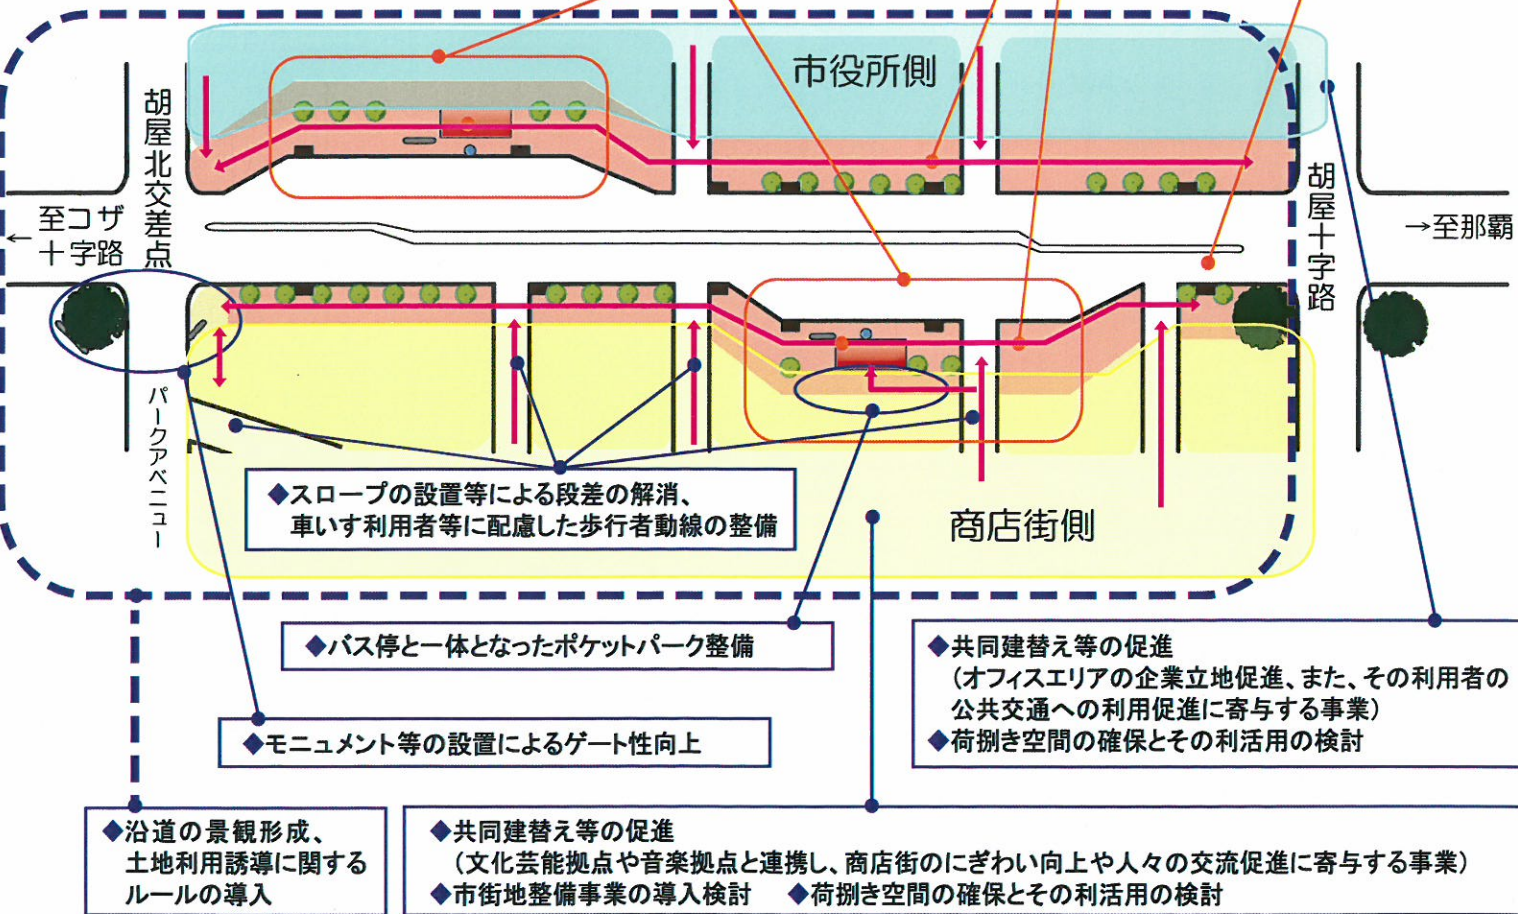 市役所側
胡屋北交差点
至コザ
←十字路
胡屋十字路
→至那覇
パークアベニュー
◆スロープの設置等による段差の解消、
車いす利用者等に配慮した歩行者動線の整備
商店街側
◆バス停と一体となったポケットパーク整備
◆共同建替え等の促進
(オフィスエリアの企業立地促進、また、その利用者の
公共交通への利用促進に寄与する事業)
◆荷捌き空間の確保とその利活用の検討
◆モニュメント等の設置によるゲート性向上
◆沿道の景観形成、
土地利用誘導に関する
ルールの導入
◆共同建替え等の促進
(文化芸能拠点や音楽拠点と連携し、商店街のにぎわい向上や人々の交流促進に寄与する事業)
◆市街地整備事業の導入検討 ◆荷捌き空間の確保とその利活用の検討